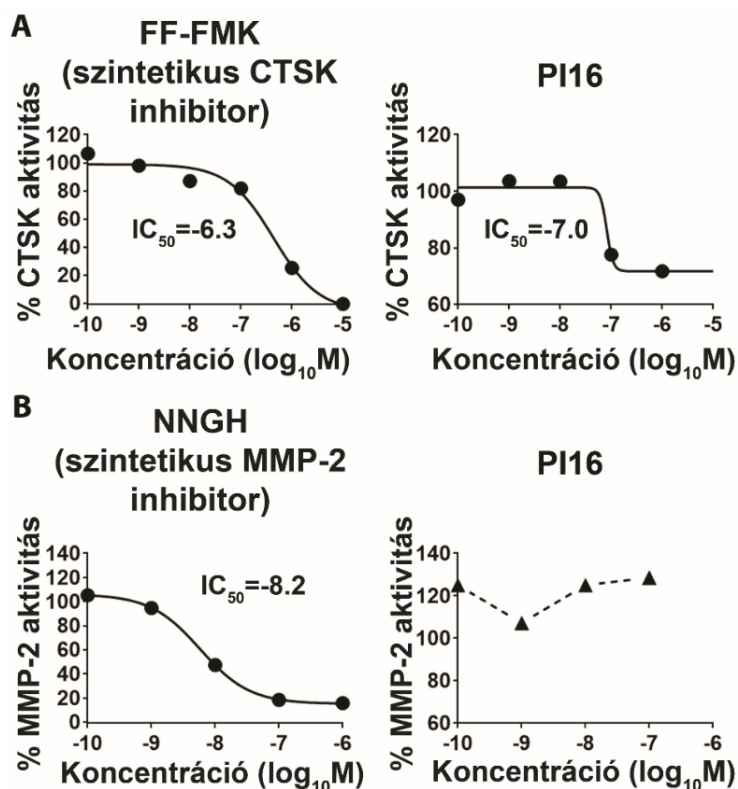 A
FF-FMK
(szintetikus CTSK
inhibitor)
% CTSK aktivitás
120
100
80
60
40
20
0
IC50=-6.3
-10 -9 -8 -7 -6 -5
Koncentráció (log10M)
PI16
% CTSK aktivitás
120
100
80
60
IC50=-7.0
-10 -9 -8 -7 -6 -5
Koncentráció (log10M)
B
NNGH
(szintetikus MMP-2
inhibitor)
% MMP-2 aktivitás
140
120
100
80
60
40
20
0
IC50=-8.2
-10 -9 -8 -7 -6
Koncentráció (log10M)
PI16
% MMP-2 aktivitás
140
120
100
80
60
-10 -9 -8 -7 -6
Koncentráció (log10M)